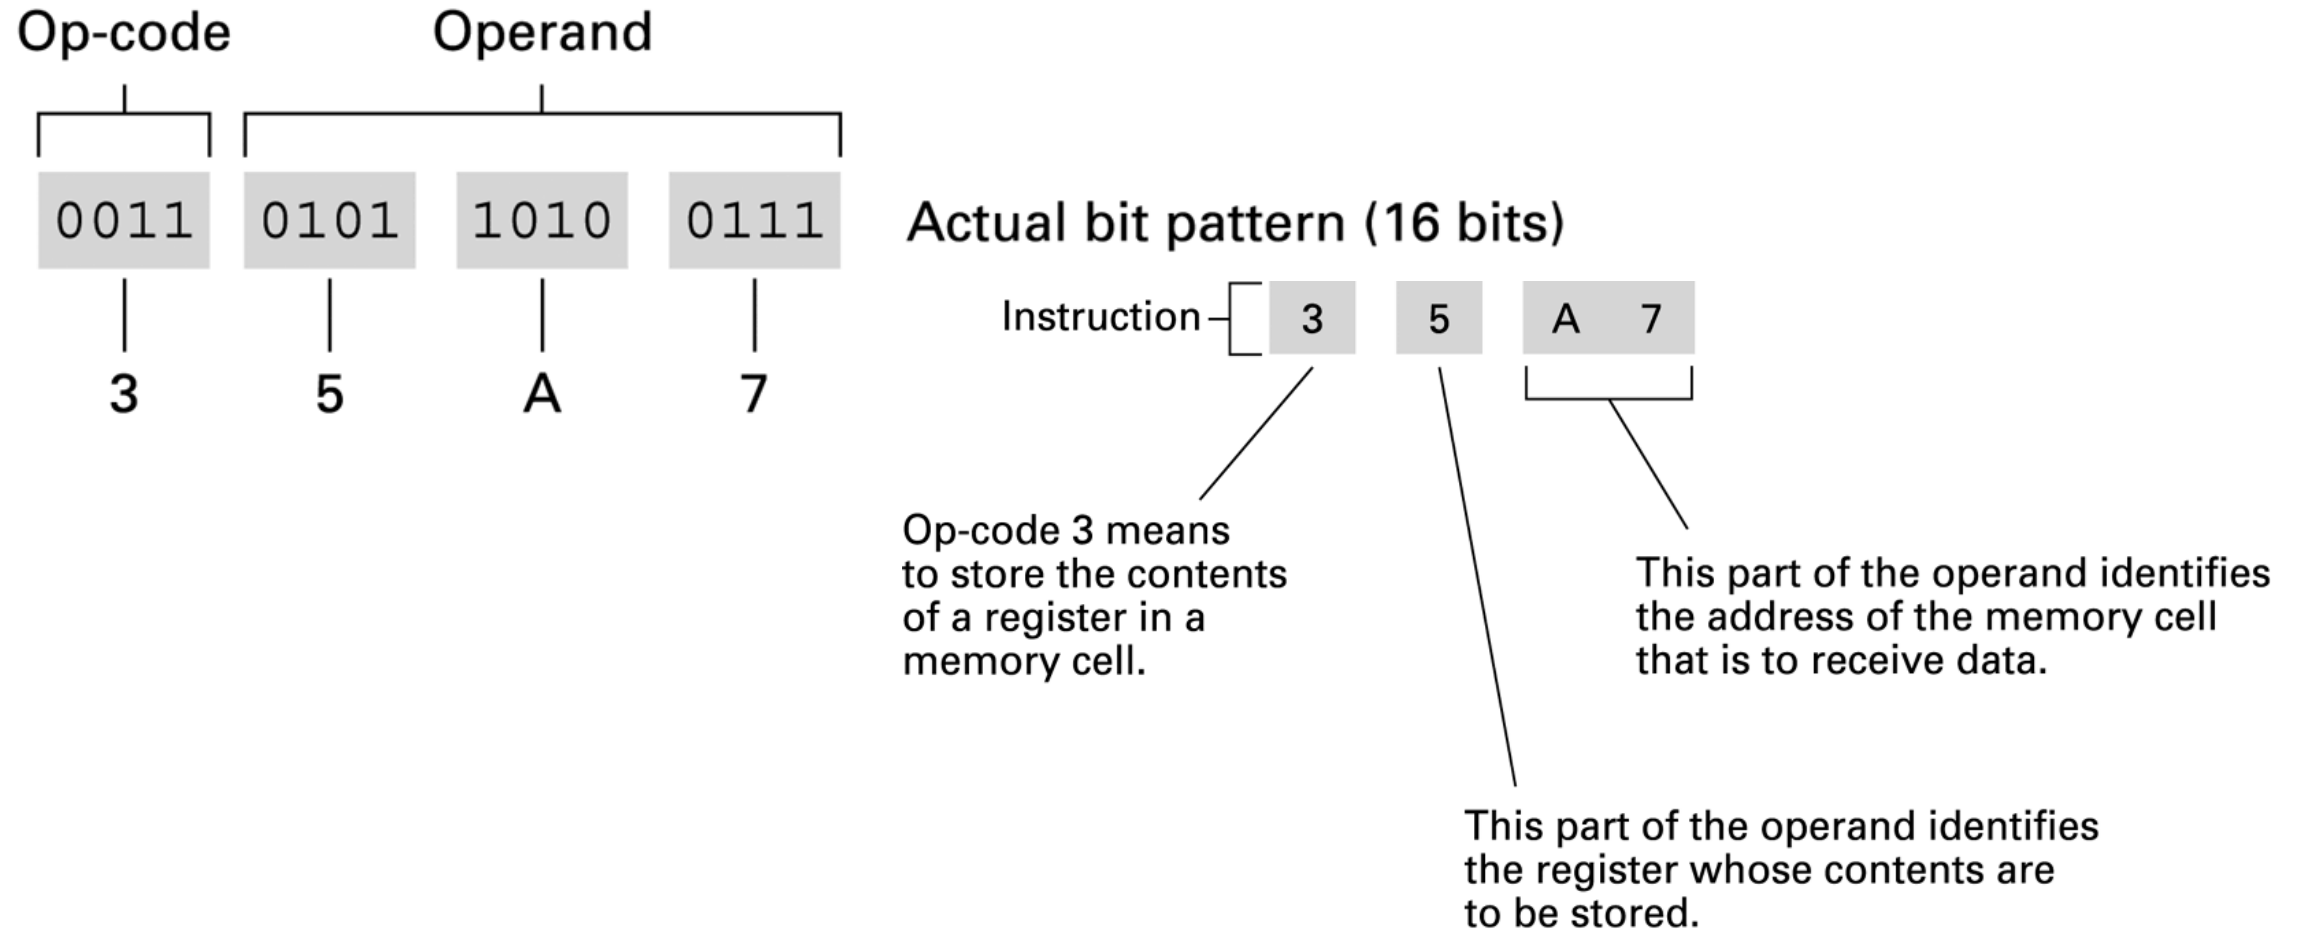 Op-code Operand
0011 0101 1010 0111 Actual bit pattern (16 bits)
3 5 A 7
Instruction 3 5 A 7
Op-code 3 means
to store the contents
of a register in a
memory cell.
This part of the operand identifies
the address of the memory cell
that is to receive data.
This part of the operand identifies
the register whose contents are
to be stored.